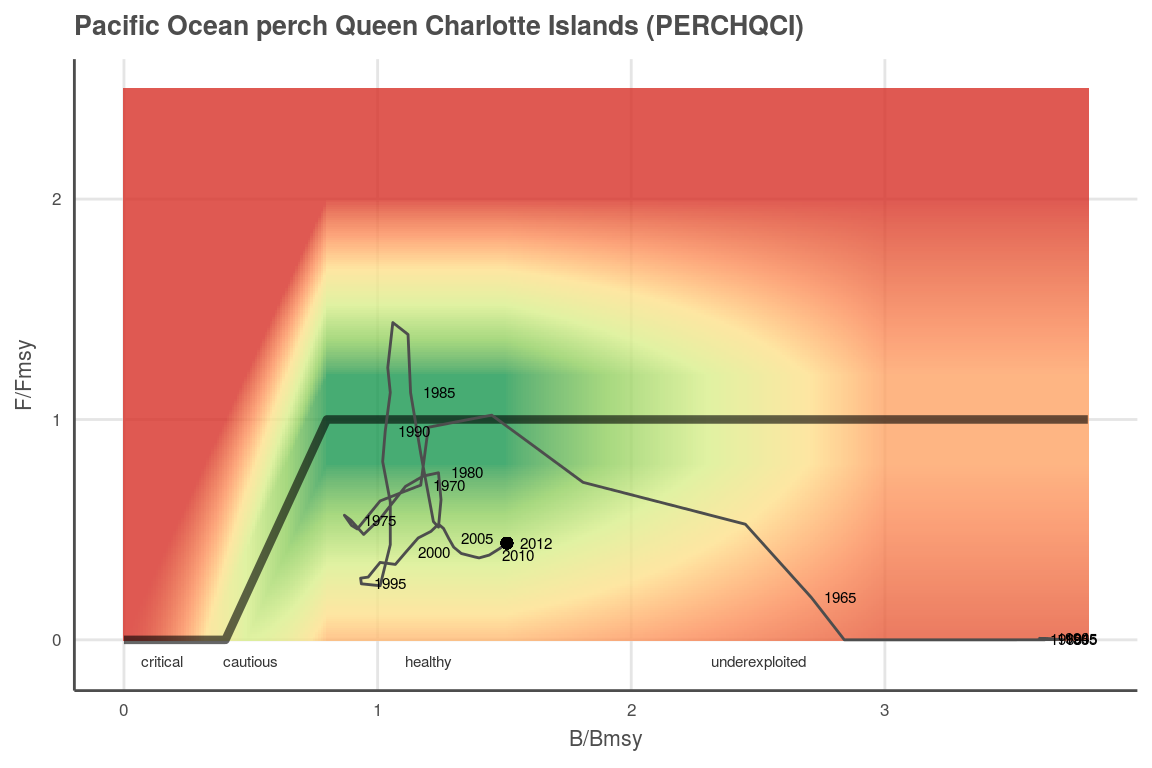 Pacific Ocean perch Queen Charlotte Islands (PERCHQCI)
F/Fmsy
2
1
0
1985
1990
1980
1970
1975
2005
2012
2000
2010
1995
1965
critical
cautious
healthy
underexploited
0
1
2
3
B/Bmsy